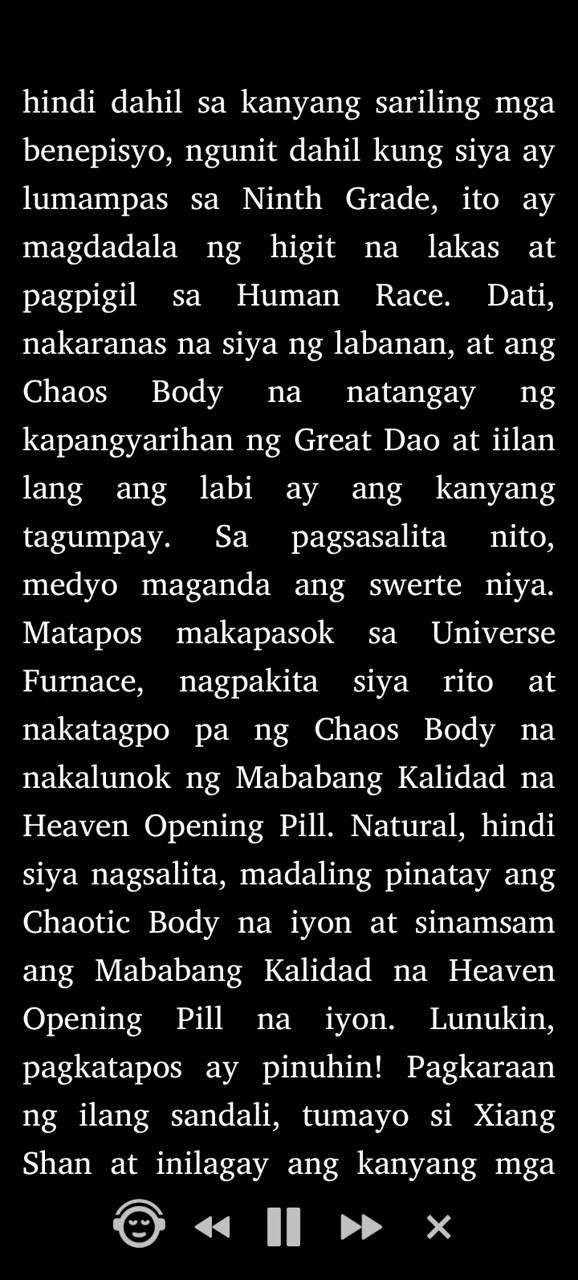 hindi dahil sa kanyang sariling mga
benepisyo, ngunit dahil kung siya ay
lumampas sa Ninth Grade, ito ay
magdadala ng higit na lakas at
pagpigil sa Human Race. Dati,
nakaranas na siya ng labanan, at ang
Chaos Body na natangay ng
kapangyarihan ng Great Dao at iilan
lang ang labi ay ang kanyang
tagumpay. Sa pagsasalita nito,
medyo maganda ang swerte niya.
Matapos makapasok sa Universe
Furnace, nagpakita siya rito at
nakatagpo pa ng Chaos Body na
nakalunok ng Mababang Kalidad na
Heaven Opening Pill. Natural, hindi
siya nagsalita, madaling pinatay ang
Chaotic Body na iyon at sinamsam
ang Mababang Kalidad na Heaven
Opening Pill na iyon. Lunukin,
pagkatapos ay pinuhin! Pagkaraan
ng ilang sandali, tumayo si Xiang
Shan at inilagay ang kanyang mga